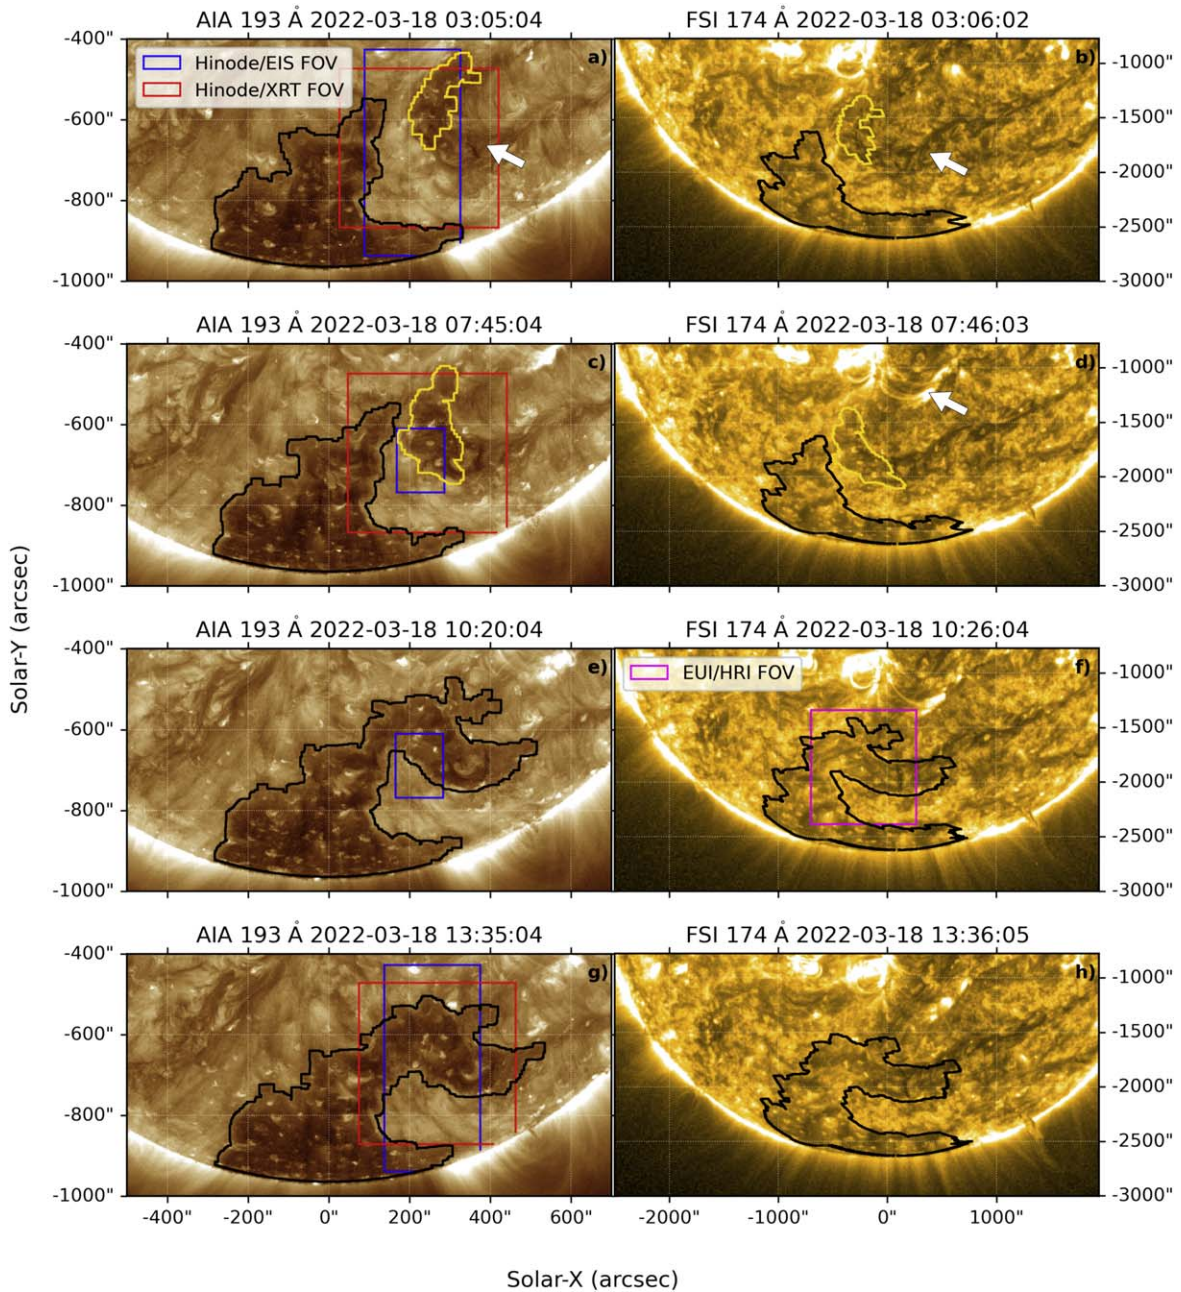 AIA 193 Å 2022-03-18 03:05:04
FSI 174 Å 2022-03-18 03:06:02
-400"
-600"
-800"
-1000"
Hinode/EIS FOV
Hinode/XRT FOV
a)
b)
-1000"
-1500"
-2000"
-2500"
-3000"
AIA 193 Å 2022-03-18 07:45:04
FSI 174 Å 2022-03-18 07:46:03
-400"
-600"
-800"
-1000"
c)
d)
-1000"
-1500"
-2000"
-2500"
-3000"
AIA 193 Å 2022-03-18 10:20:04
FSI 174 Å 2022-03-18 10:26:04
-400"
-600"
-800"
-1000"
e)
EUI/HRI FOV
f)
-1000"
-1500"
-2000"
-2500"
-3000"
AIA 193 Å 2022-03-18 13:35:04
FSI 174 Å 2022-03-18 13:36:05
-400"
-600"
-800"
-1000"
g)
h)
-1000"
-1500"
-2000"
-2500"
-3000"
-400" -200" 0" 200" 400" 600"
-2000" -1000" 0" 1000"
Solar-Y (arcsec)
Solar-X (arcsec)